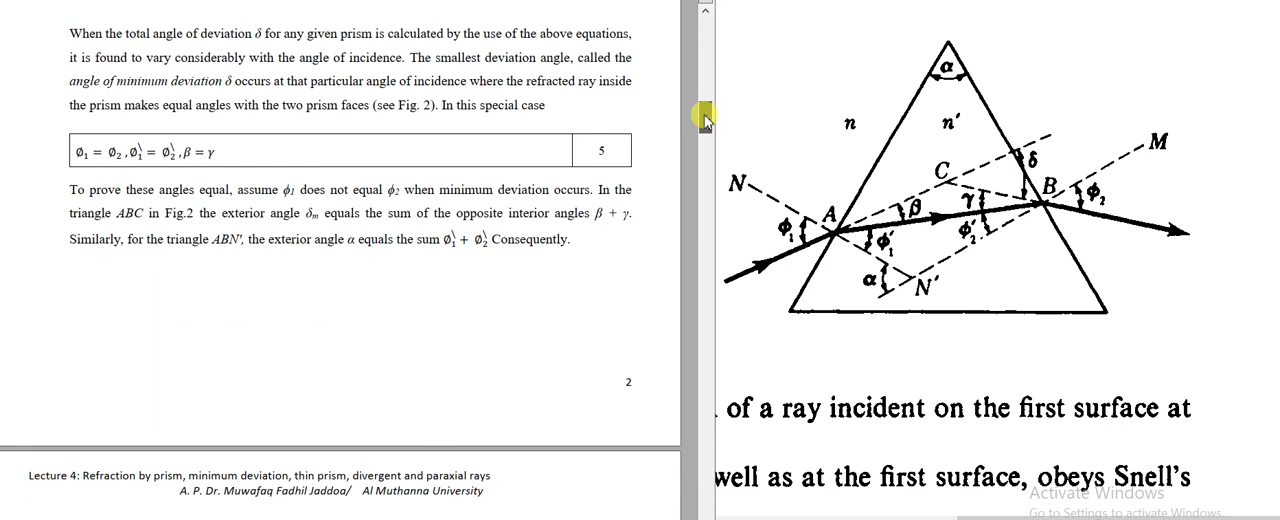 When the total angle of deviation δ for any given prism is calculated by the use of the above equations,
it is found to vary considerably with the angle of incidence. The smallest deviation angle, called the
angle of minimum deviation δ occurs at that particular angle of incidence where the refracted ray inside
the prism makes equal angles with the two prism faces (see Fig. 2). In this special case
∅₁ = ∅₂ , ∅₁\ = ∅₂\ , β = γ 5
To prove these angles equal, assume ϕ₁ does not equal ϕ₂ when minimum deviation occurs. In the
triangle ABC in Fig.2 the exterior angle δₘ equals the sum of the opposite interior angles β + γ.
Similarly, for the triangle ABN', the exterior angle α equals the sum ∅₁\ + ∅₂\ Consequently.
2
Lecture 4: Refraction by prism, minimum deviation, thin prism, divergent and paraxial rays
A. P. Dr. Muwafaq Fadhil Jaddoa/ Al Muthanna University
α
n
n'
M
δ
C
N
B
ϕ₂
γ
A
β
ϕ₁
ϕ'₁
ϕ'₂
α
N'
of a ray incident on the first surface at
well as at the first surface, obeys Snell's
Activate Windows
Go to Settings to activate Windows.